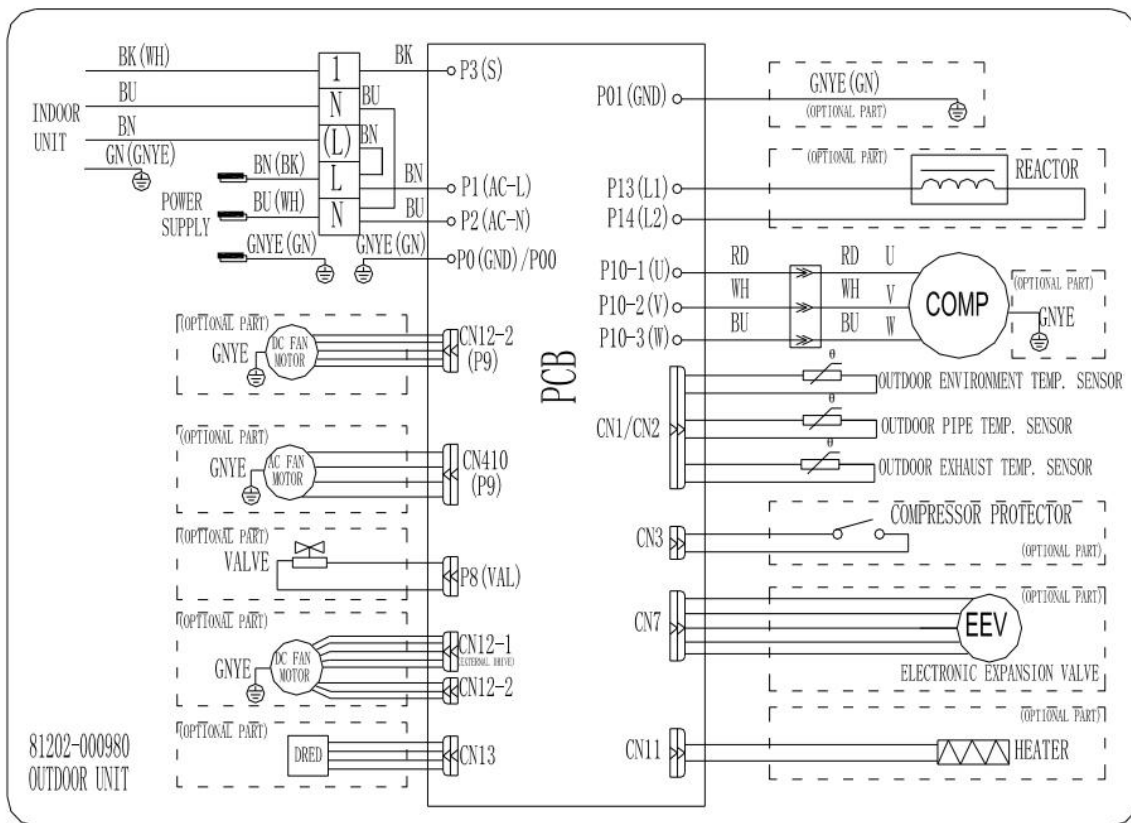 BK(WH)
1
BK
P3(S)
BU
N
BU
INDOOR
UNIT
BN
(L)
BN
GN(GNYE)
BN(BK)
L
BN
P1(AC-L)
POWER
SUPPLY
BU(WH)
N
BU
P2(AC-N)
GNYE(GN)
GNYE(GN)
P0(GND)/P00
(OPTIONAL PART)
GNYE
DC FAN
MOTOR
CN12-2
(P9)
(OPTIONAL PART)
GNYE
AC FAN
MOTOR
CN410
(P9)
(OPTIONAL PART)
VALVE
P8(VAL)
(OPTIONAL PART)
GNYE
DC FAN
MOTOR
CN12-1
(EXTERNAL DRIVE)
CN12-2
(OPTIONAL PART)
DRED
CN13
81202-000980
OUTDOOR UNIT
PCB
P01(GND)
GNYE(GN)
(OPTIONAL PART)
(OPTIONAL PART)
REACTOR
P13(L1)
P14(L2)
P10-1(U)
RD
RD
U
P10-2(V)
WH
WH
V
P10-3(W)
BU
BU
W
COMP
(OPTIONAL PART)
GNYE
CN1/CN2
θ
OUTDOOR ENVIRONMENT TEMP. SENSOR
θ
OUTDOOR PIPE TEMP. SENSOR
θ
OUTDOOR EXHAUST TEMP. SENSOR
COMPRESSOR PROTECTOR
CN3
(OPTIONAL PART)
(OPTIONAL PART)
CN7
EEV
ELECTRONIC EXPANSION VALVE
(OPTIONAL PART)
CN11
HEATER